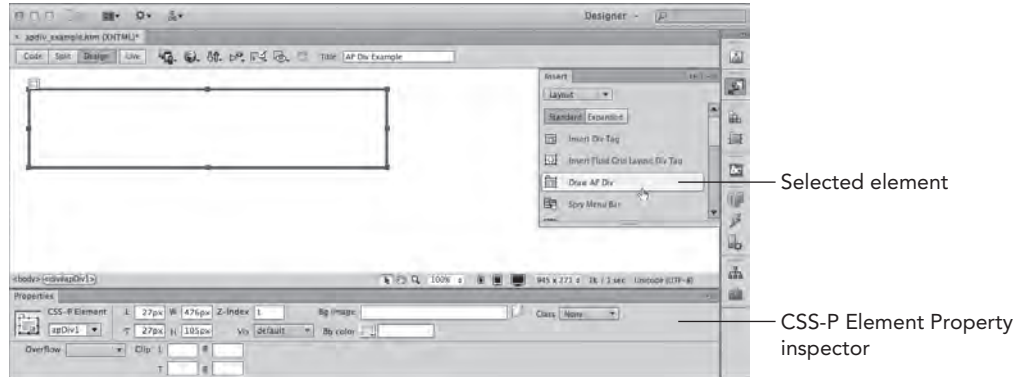 Designer
apdiv_example.htm (XHTML)*
Code Split Design Live Title: AP Div Example
Insert
Layout
Standard Expanded
Insert Div Tag
Insert Fluid Grid Layout Div Tag
Draw AP Div
Selected element
Spry Menu Bar
<body> <div#apDiv1>
100% 945 x 271 1K / 1 sec Unicode (UTF-8)
Properties
CSS-P Element L 27px W 476px Z-Index 1 Bg image Class None
apDiv1 T 27px H 105px Vis default Bg color
CSS-P Element Property
inspector
Overflow Clip: L R
T B